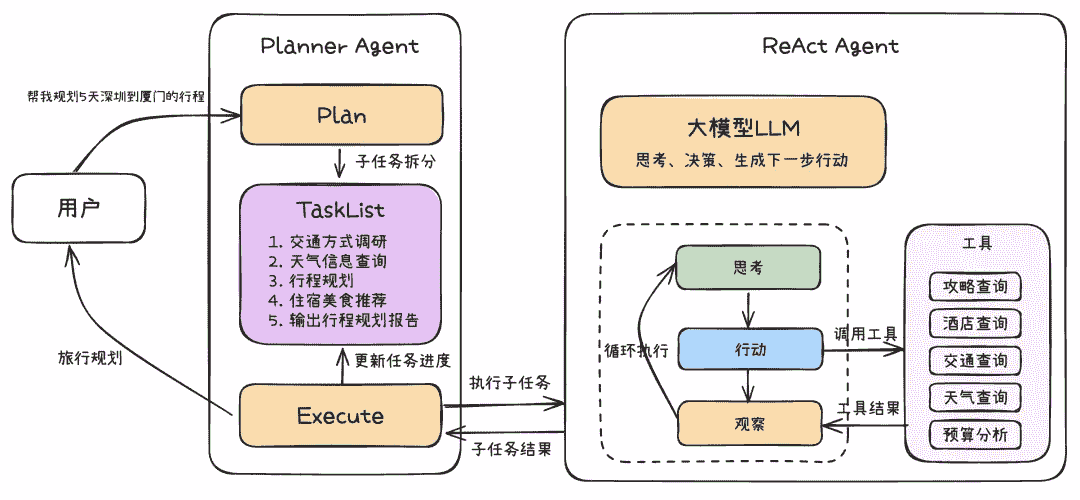 Planner Agent
ReAct Agent
帮我规划5天深圳到厦门的行程
Plan
大模型LLM
思考、决策、生成下一步行动
子任务拆分
用户
TaskList
1. 交通方式调研
2. 天气信息查询
3. 行程规划
4. 住宿美食推荐
5. 输出行程规划报告
工具
思考
攻略查询
酒店查询
调用工具
循环执行
行动
旅行规划
更新任务进度
交通查询
执行子任务
天气查询
Execute
工具结果
观察
预算分析
子任务结果